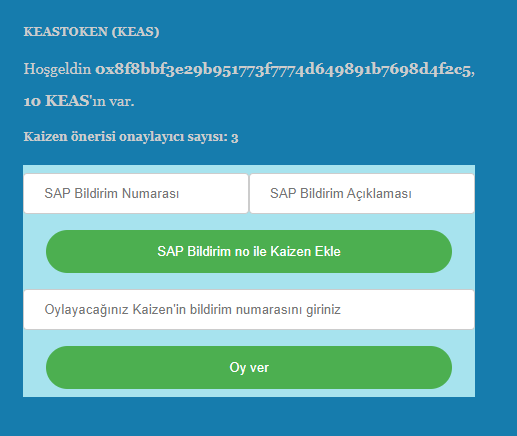 KEASTOKEN (KEAS)
Hoşgeldin 0x8f8bbf3e29b951773f7774d649891b7698d4f2c5,
10 KEAS'ın var.
Kaizen önerisi onaylayıcı sayısı: 3
SAP Bildirim Numarası SAP Bildirim Açıklaması
SAP Bildirim no ile Kaizen Ekle
Oylayacağınız Kaizen'in bildirim numarasını giriniz
Oy ver